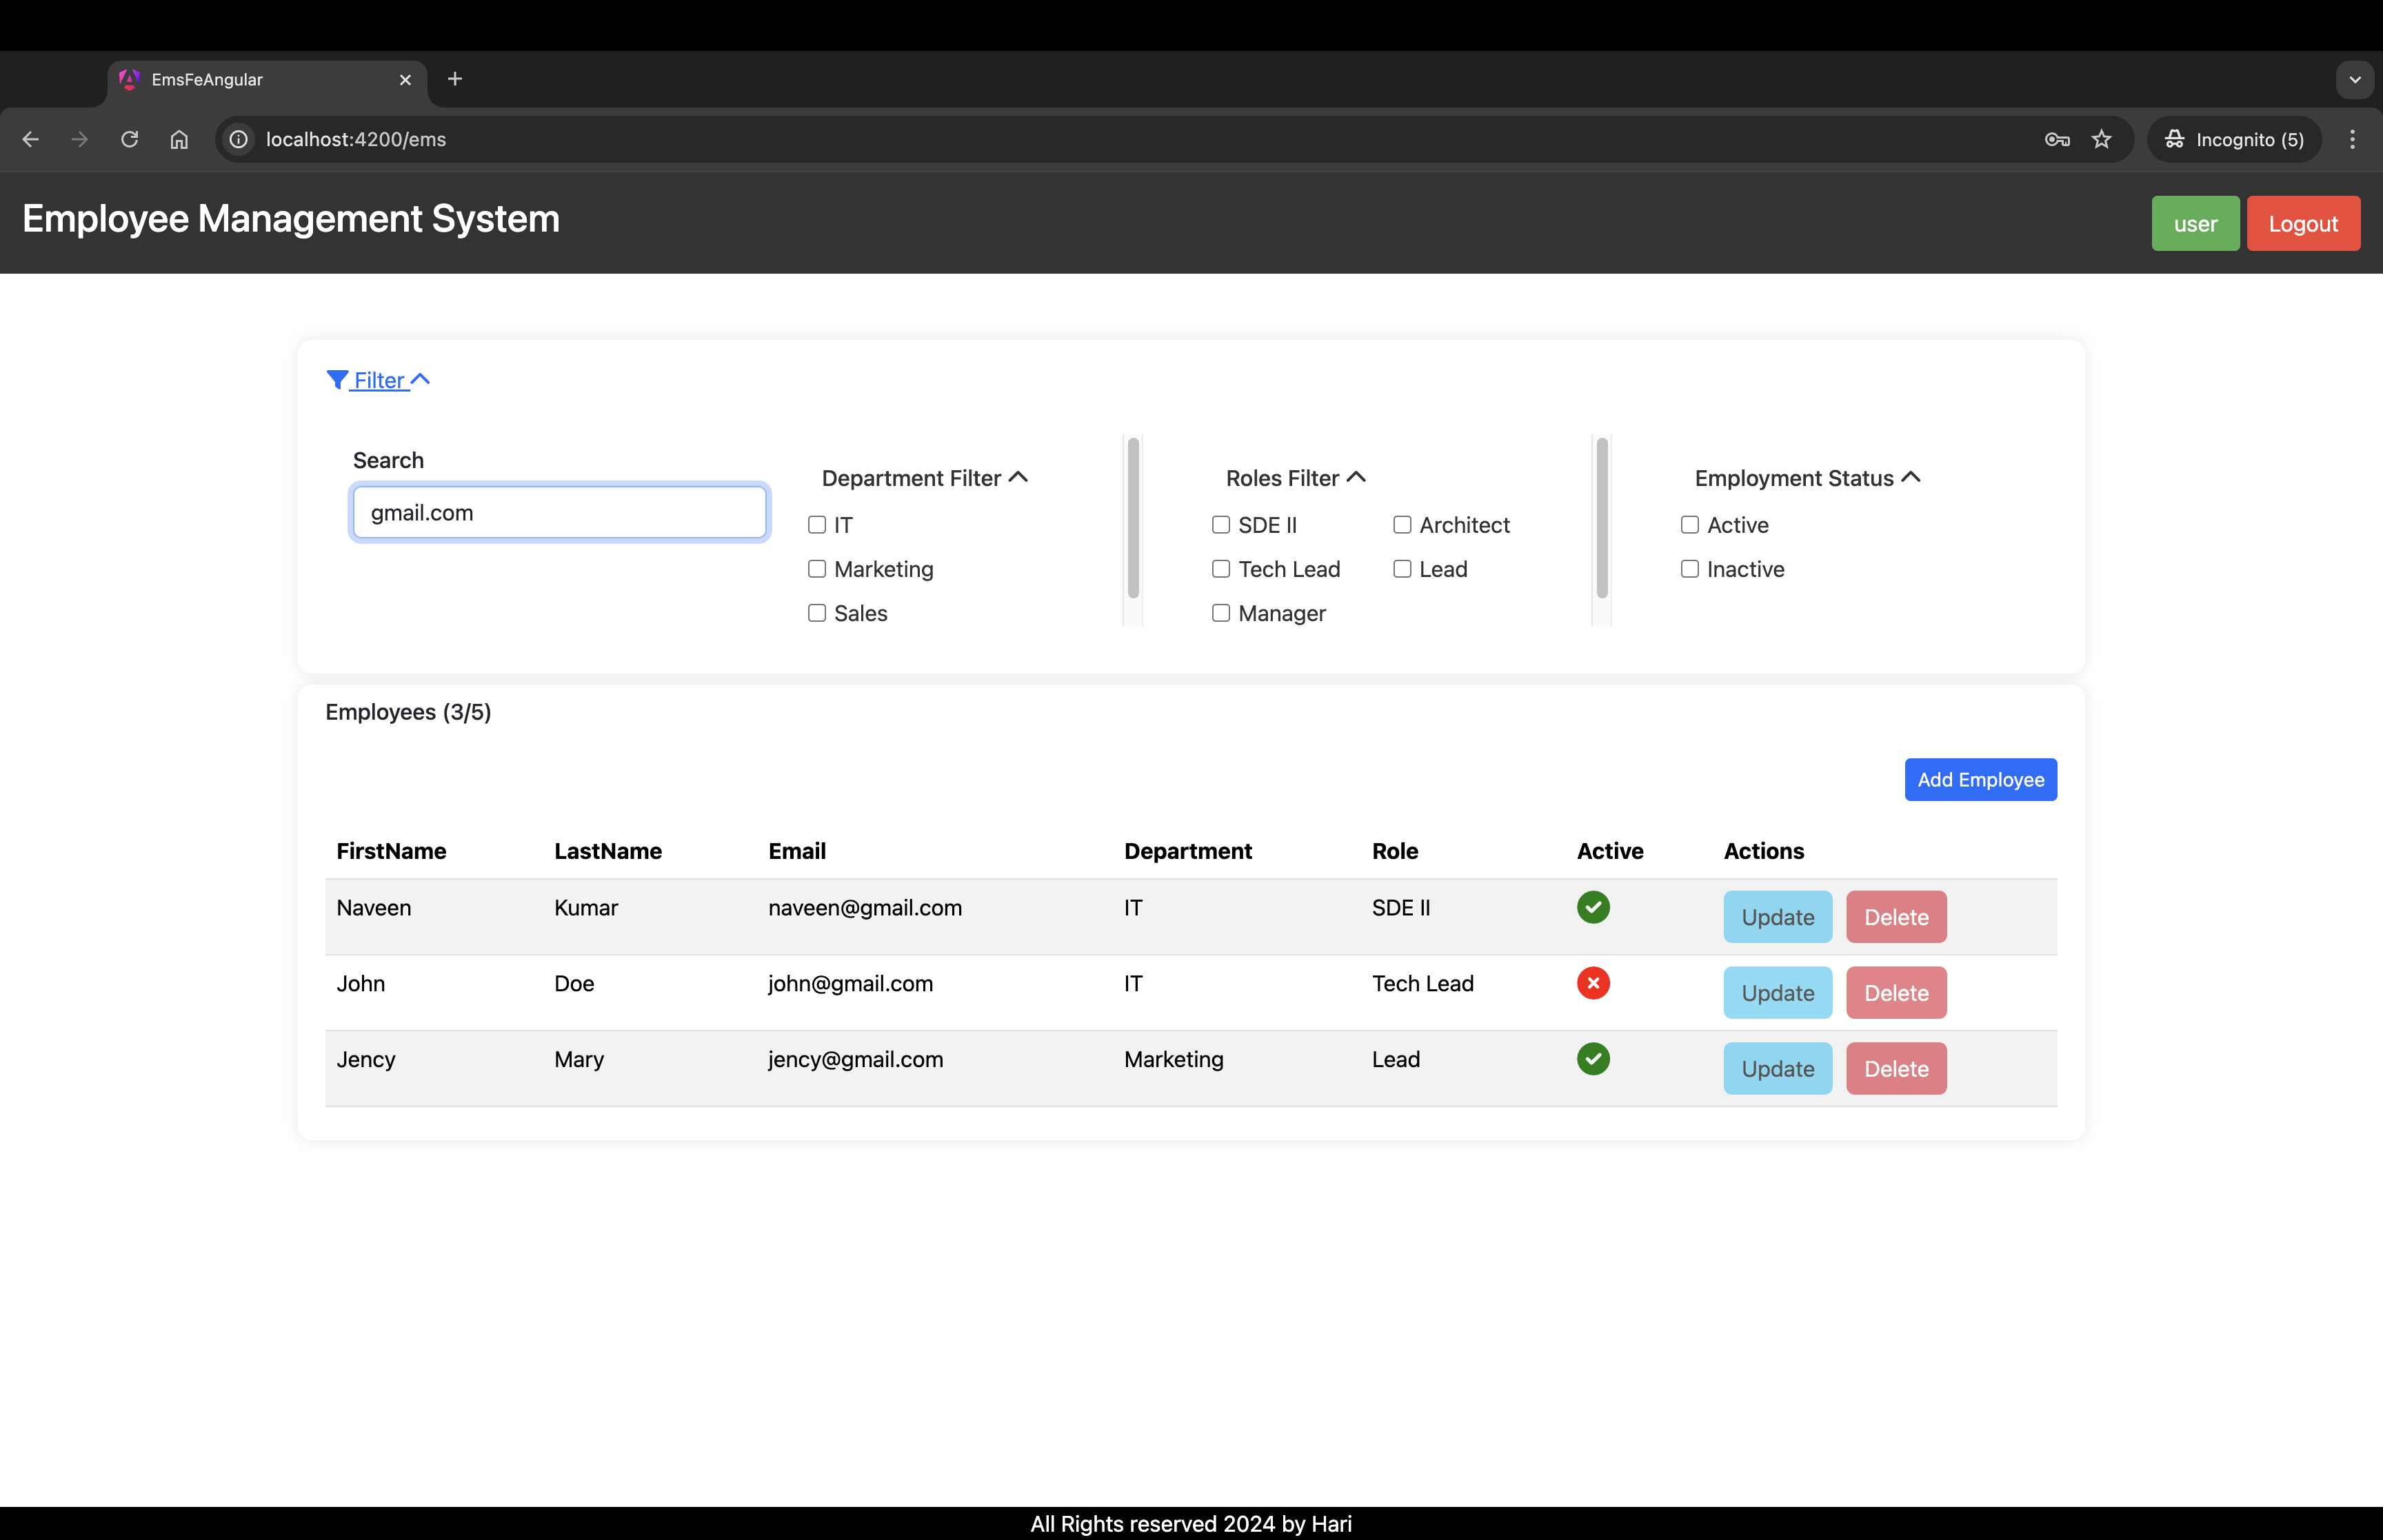 EmsFeAngular
localhost:4200/ems
Incognito (5)
Employee Management System
user
Logout
Filter
Search
gmail.com
Department Filter
IT
Marketing
Sales
Roles Filter
SDE II
Architect
Tech Lead
Lead
Manager
Employment Status
Active
Inactive
Employees (3/5)
Add Employee
FirstName LastName Email Department Role Active Actions
Naveen Kumar naveen@gmail.com IT SDE II Update Delete
John Doe john@gmail.com IT Tech Lead Update Delete
Jency Mary jency@gmail.com Marketing Lead Update Delete
All Rights reserved 2024 by Hari